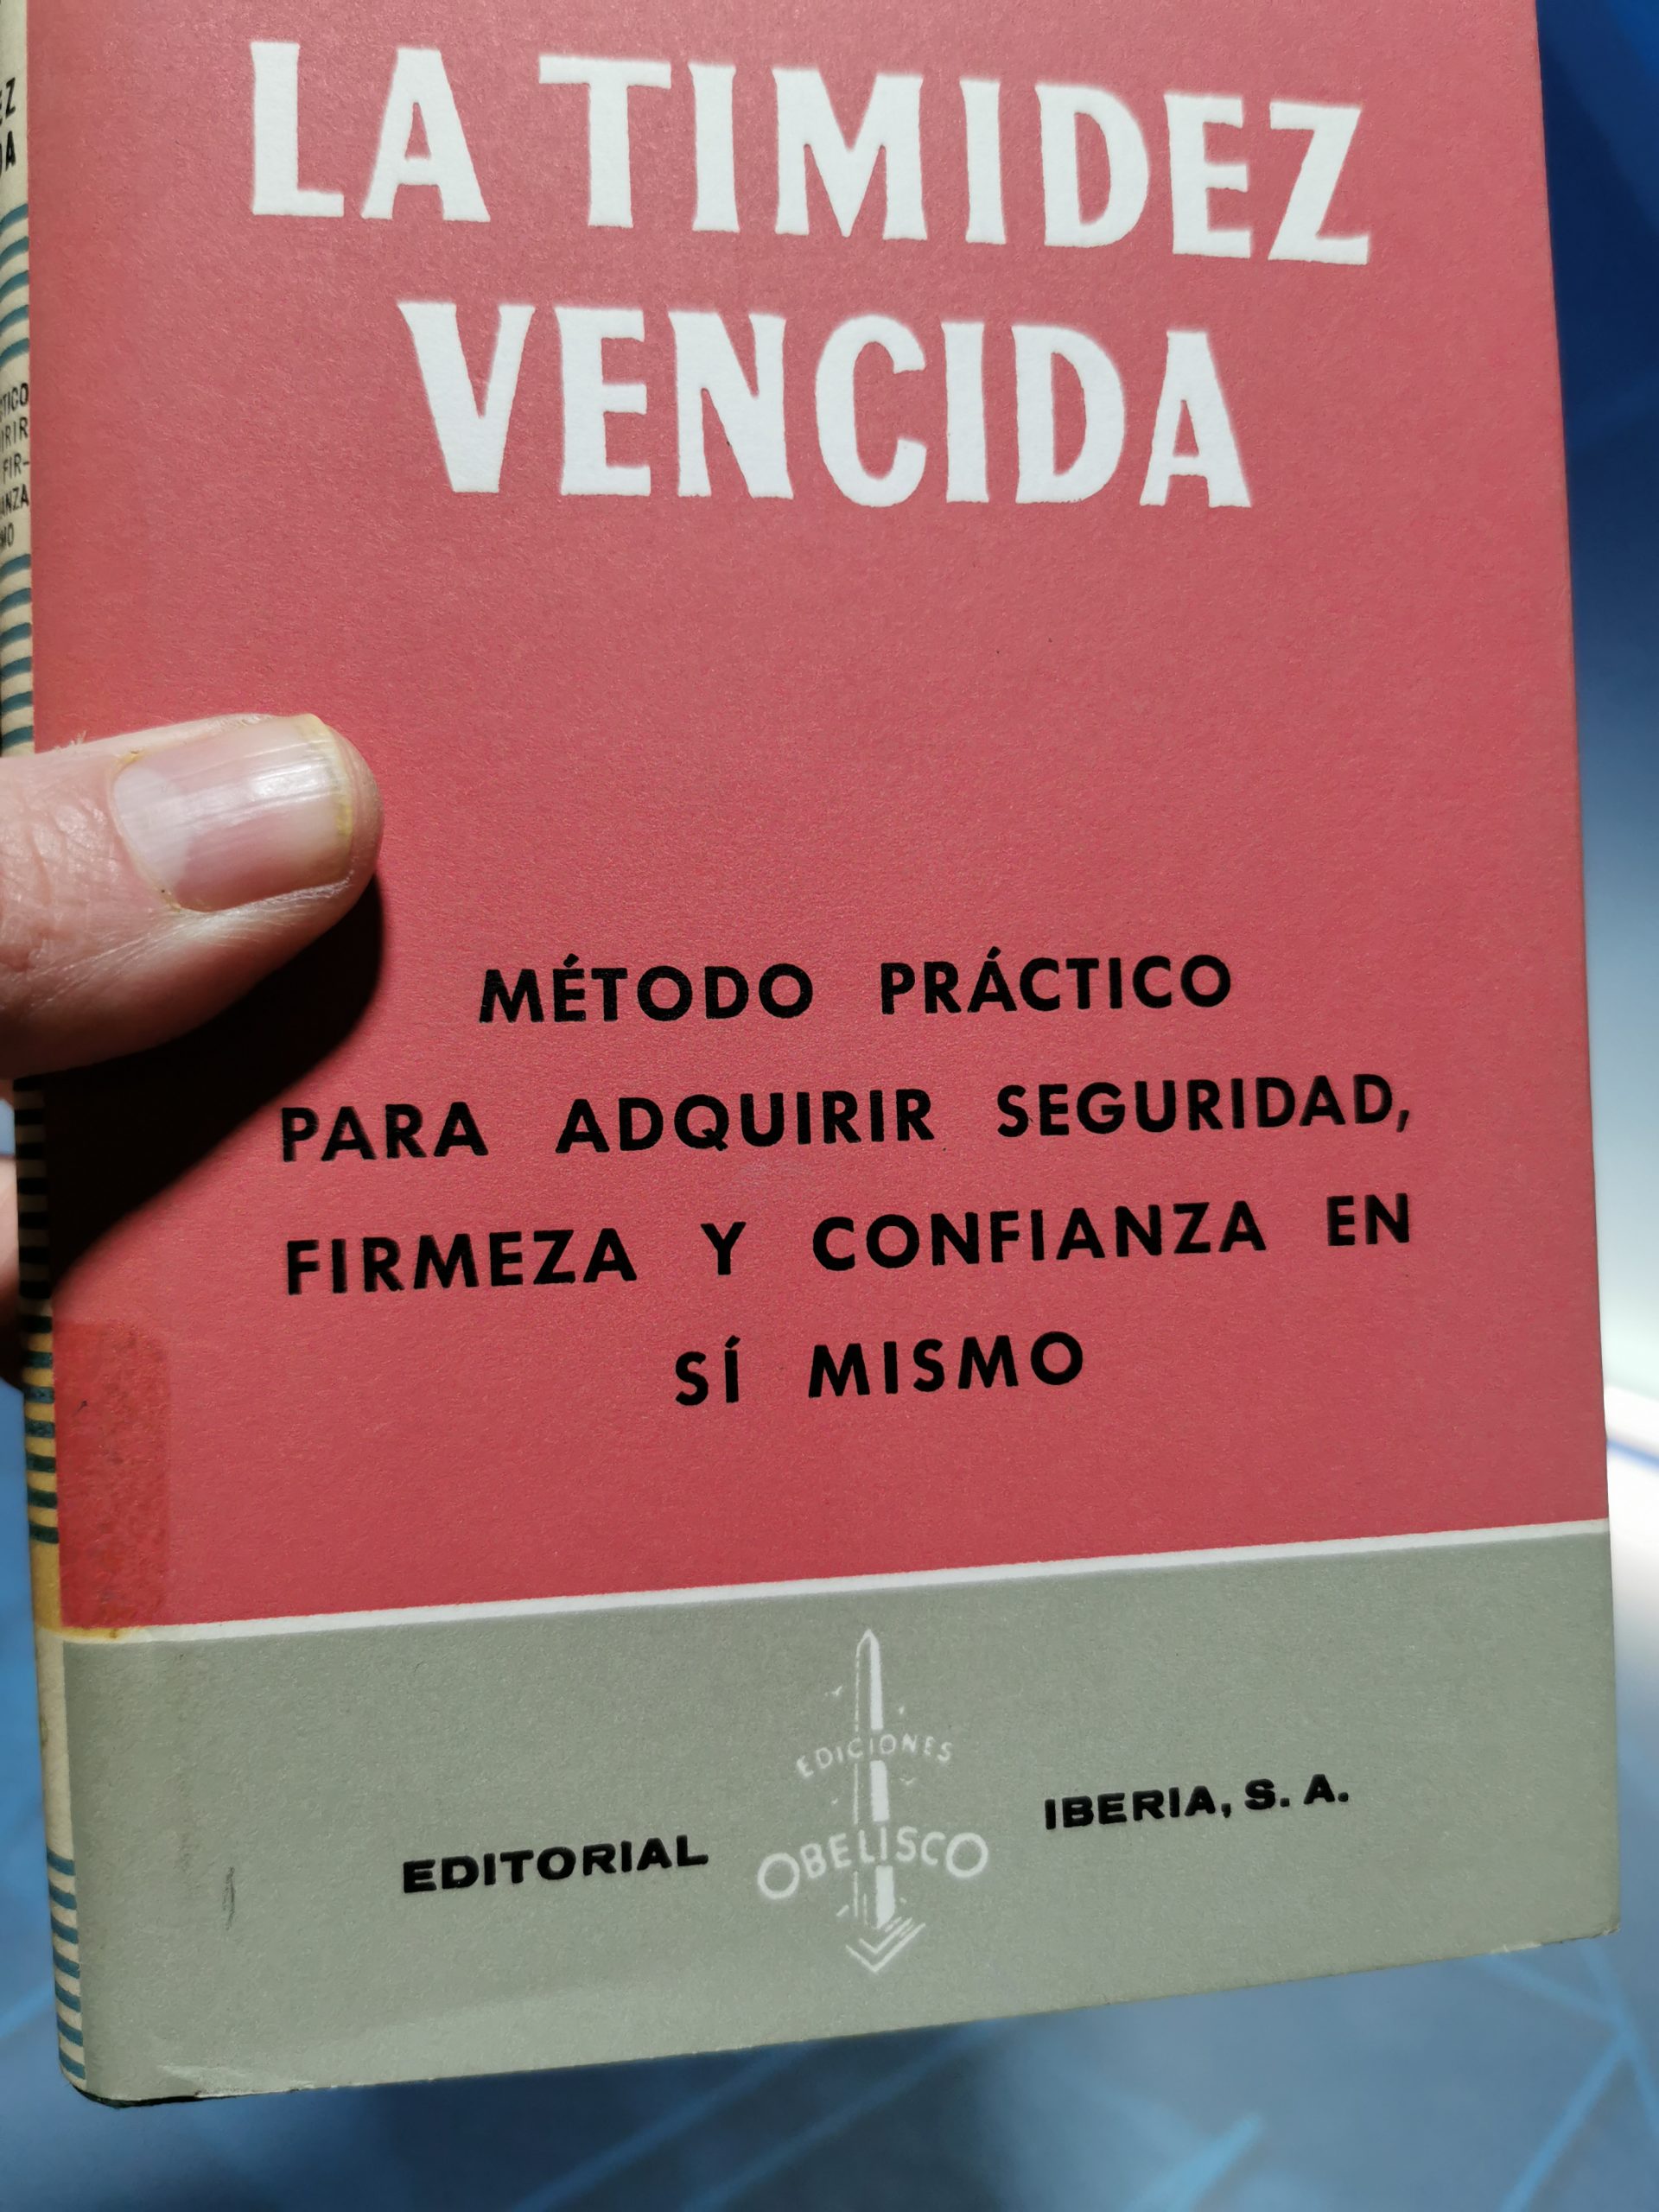 LA TIMIDEZ
VENCIDA
MÉTODO PRÁCTICO
PARA ADQUIRIR SEGURIDAD,
FIRMEZA Y CONFIANZA EN
SÍ MISMO
EDICIONES
OBELISCO
EDITORIAL IBERIA, S. A.